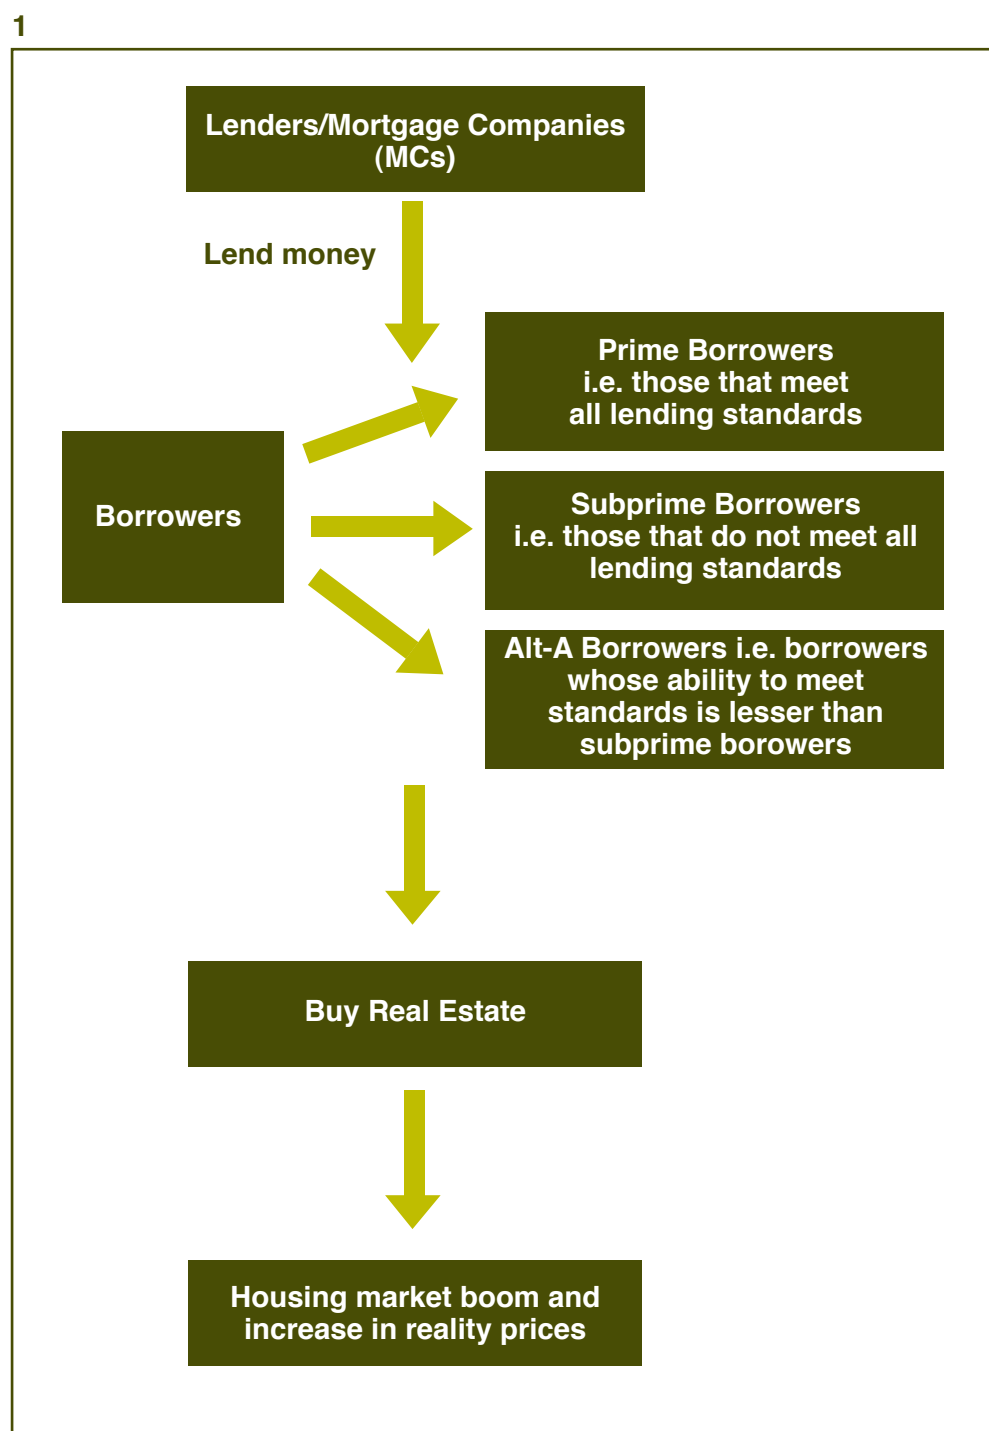 1
Lenders/Mortgage Companies
(MCs)
Lend money
Prime Borrowers
i.e. those that meet
all lending standards
Borrowers
Subprime Borrowers
i.e. those that do not meet all
lending standards
Alt-A Borrowers i.e. borrowers
whose ability to meet
standards is lesser than
subprime borowers
Buy Real Estate
Housing market boom and
increase in reality prices